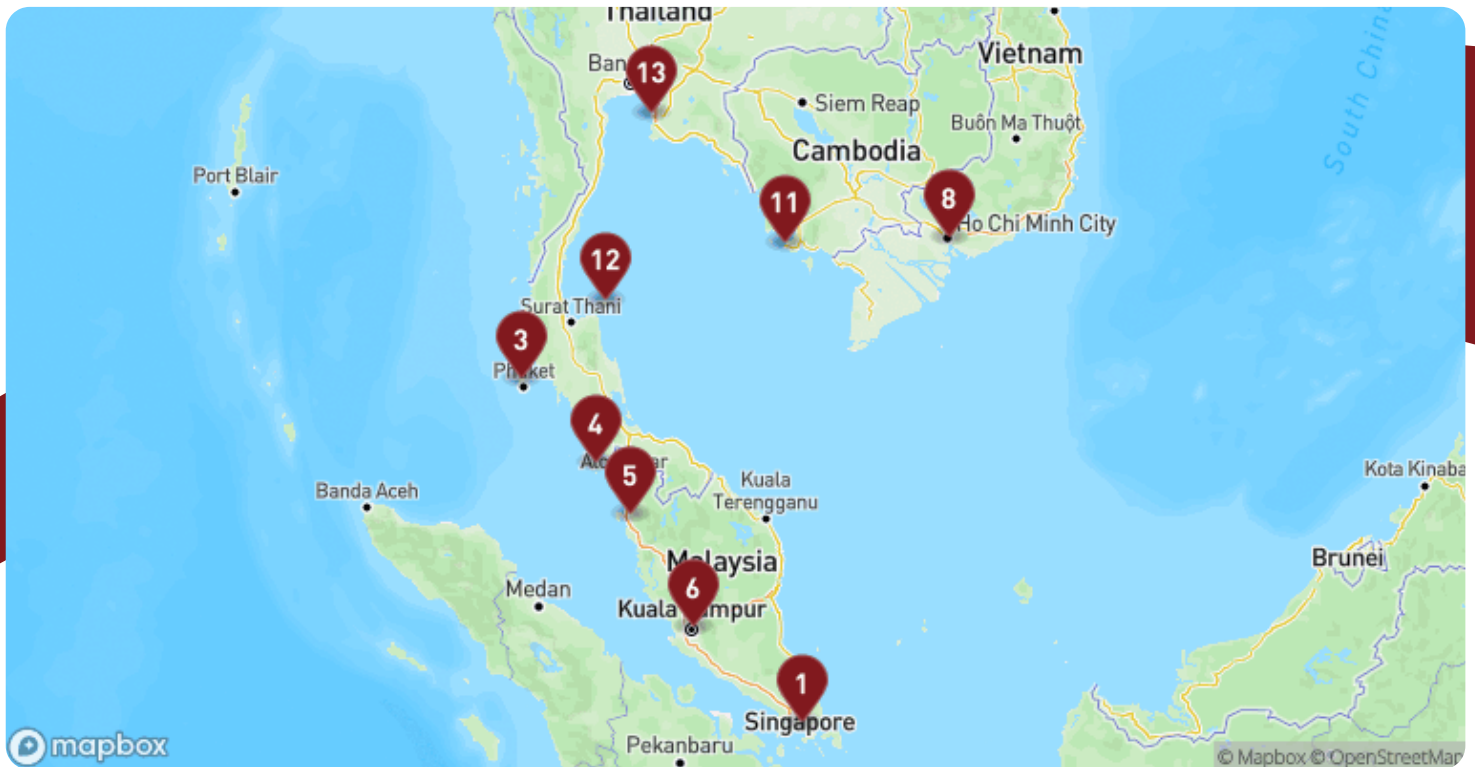 Thailand
Vietnam
13
Siem Reap
Buôn Ma Thuột
South China
Cambodia
Port Blair
11
8
Ho Chi Minh City
12
Surat Thani
3
4
5
Kuala
Terengganu
Kota Kinaba
Banda Aceh
Malaysia
Brunei
Medan
6
Kuala
1
Singapore
Pekanbaru
mapbox
© Mapbox © OpenStreetMap